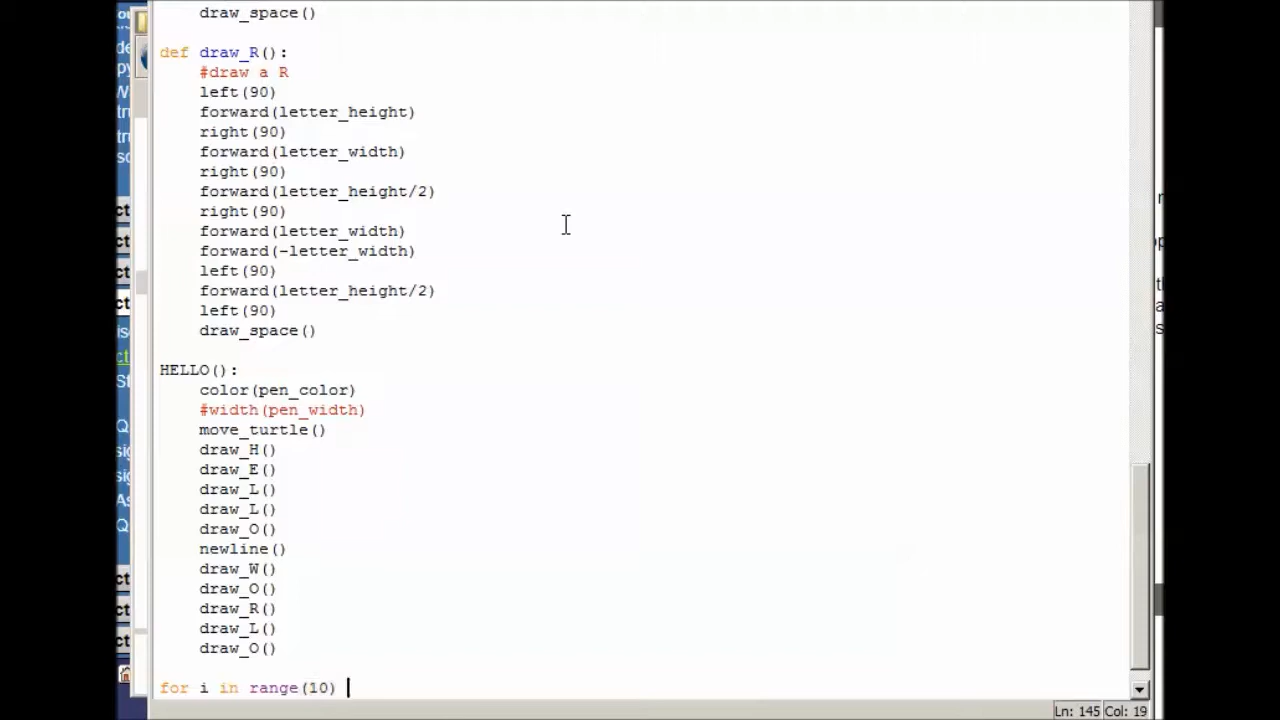 draw_space()
def draw_R():
#draw a R
left(90)
forward(letter_height)
right(90)
forward(letter_width)
right(90)
forward(letter_height/2)
right(90)
forward(letter_width)
forward(-letter_width)
left(90)
forward(letter_height/2)
left(90)
draw_space()
HELLO():
color(pen_color)
#width(pen_width)
move_turtle()
draw_H()
draw_E()
draw_L()
draw_L()
draw_O()
newline()
draw_W()
draw_O()
draw_R()
draw_L()
draw_O()
for i in range(10)
Ln: 145 Col: 19